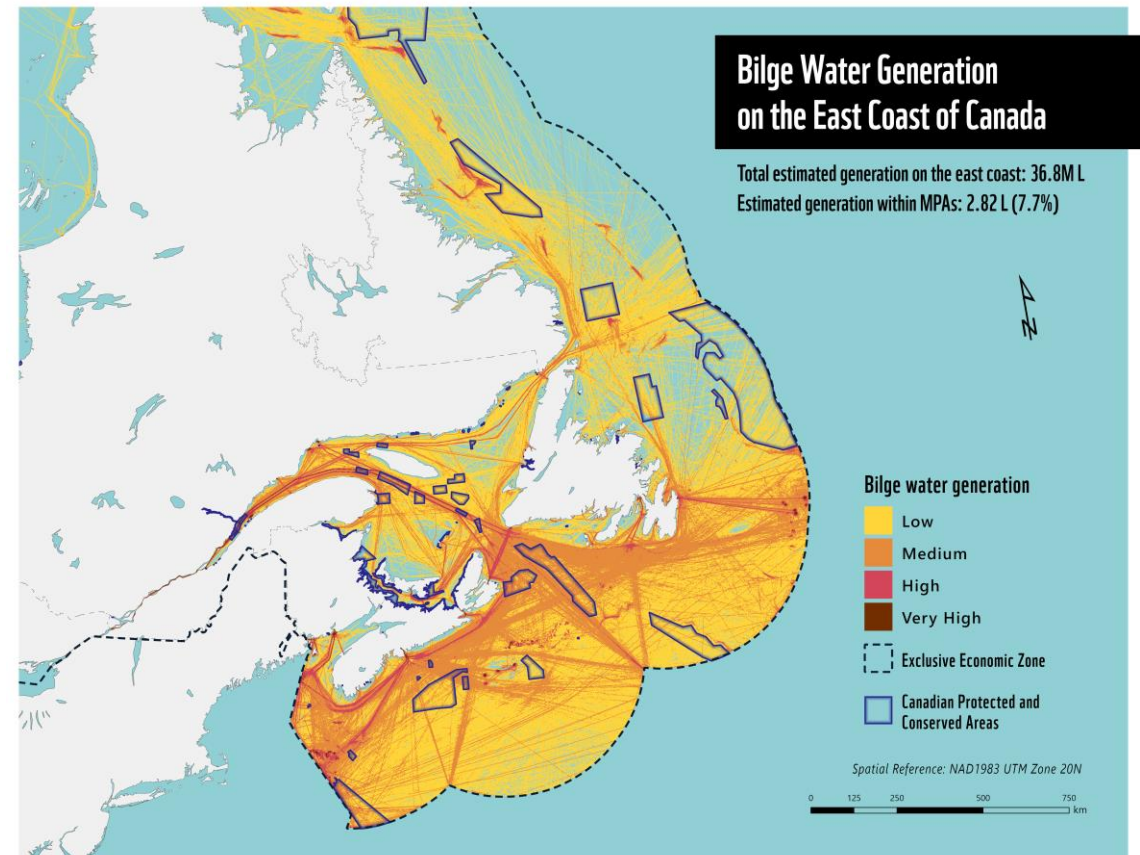 Bilge Water Generation
on the East Coast of Canada
Total estimated generation on the east coast: 36.8M L
Estimated generation within MPAs: 2.82 L (7.7%)
N
Bilge water generation
Low
Medium
High
Very High
Exclusive Economic Zone
Canadian Protected and
Conserved Areas
Spatial Reference: NAD1983 UTM Zone 20N
0 125 250 500 750
km